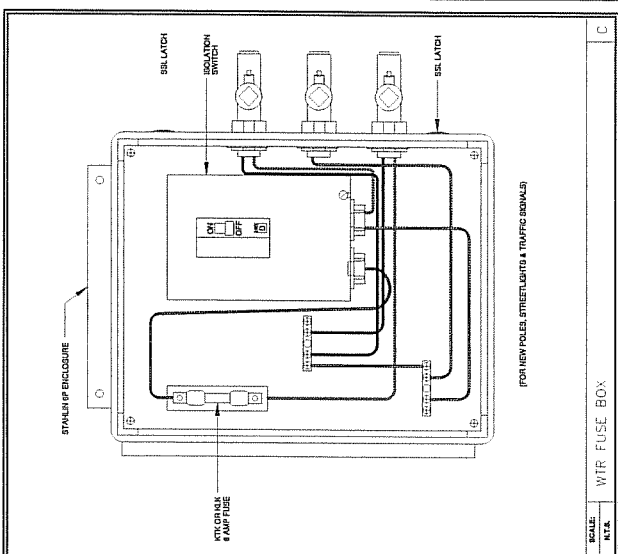 STAHLIN 6P ENCLOSURE
SSL LATCH
ISOLATION
SWITCH
SSL LATCH
ON
OFF
KTK OR KLK
6 AMP FUSE
(FOR NEW POLES, STREETLIGHTS & TRAFFIC SIGNALS)
SCALE:
N.T.S.
WTR FUSE BOX
C